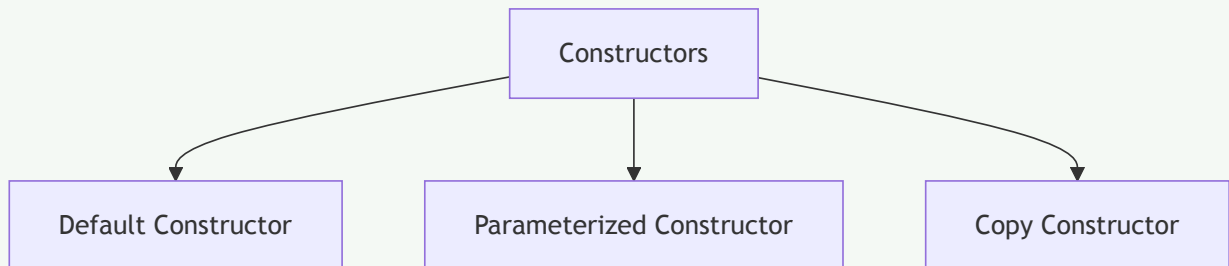 Constructors
Default Constructor
Parameterized Constructor
Copy Constructor